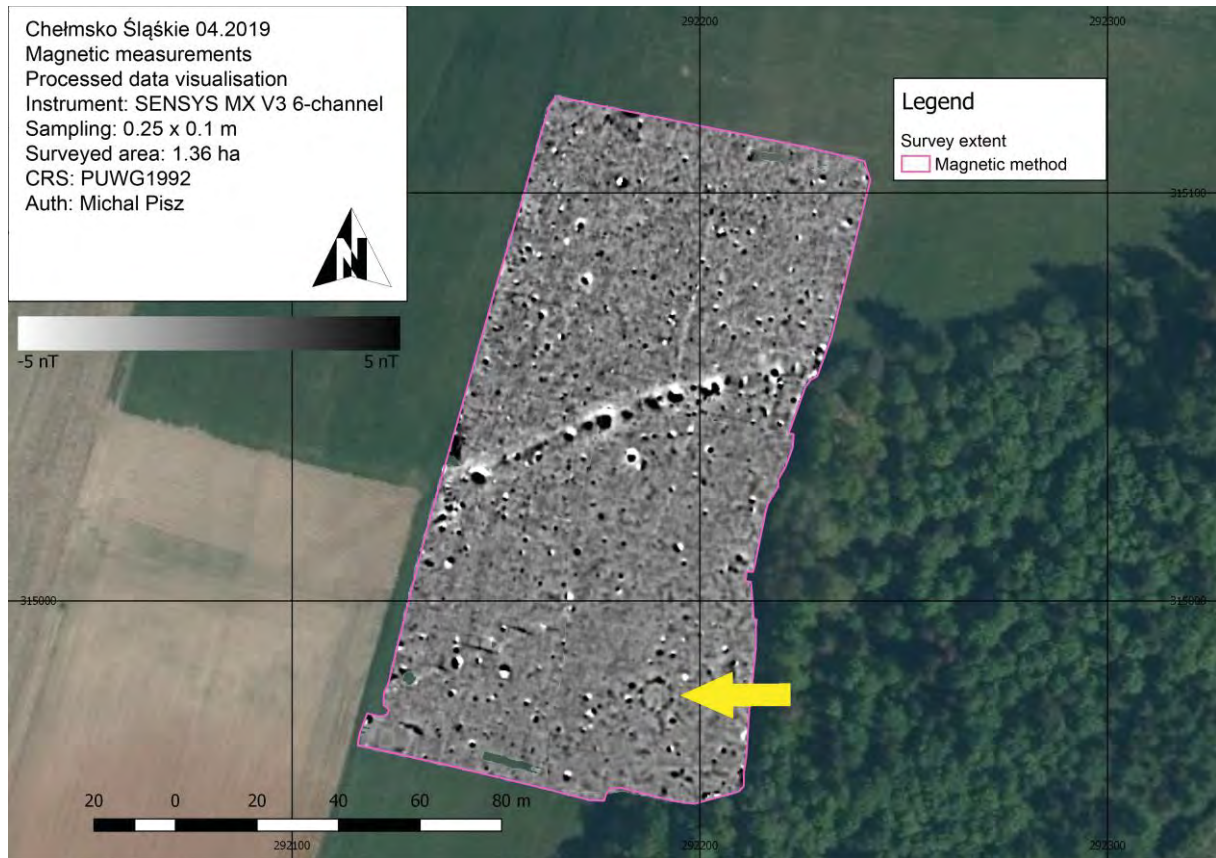 Chełmsko Śląśkie 04.2019
Magnetic measurements
Processed data visualisation
Instrument: SENSYS MX V3 6-channel
Sampling: 0.25 x 0.1 m
Surveyed area: 1.36 ha
CRS: PUWG1992
Auth: Michal Pisz
N
-5 nT 5 nT
292200 292300
Legend
Survey extent
Magnetic method
315100
315000 315000
20 0 20 40 60 80 m
292100 292200 292300